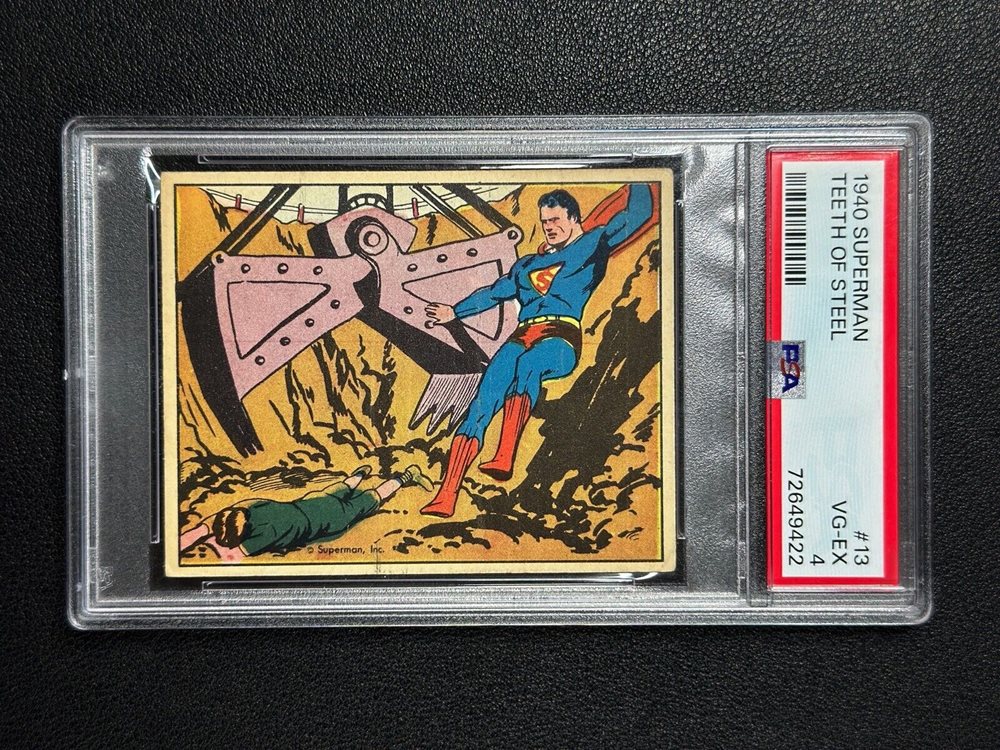 1940 SUPERMAN
TEETH OF STEEL
#13
VG-EX
4
72649422
PSA
S
© Superman, Inc.